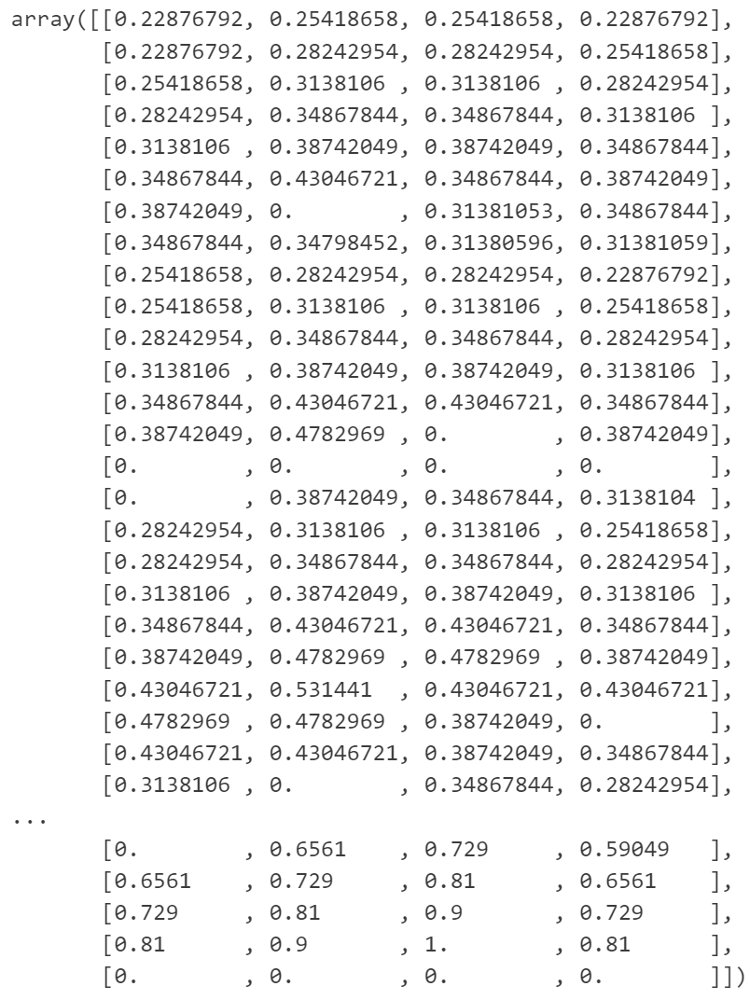 array([[0.22876792, 0.25418658, 0.25418658, 0.22876792],
       [0.22876792, 0.28242954, 0.28242954, 0.25418658],
       [0.25418658, 0.3138106 , 0.3138106 , 0.28242954],
       [0.28242954, 0.34867844, 0.34867844, 0.3138106 ],
       [0.3138106 , 0.38742049, 0.38742049, 0.34867844],
       [0.34867844, 0.43046721, 0.34867844, 0.38742049],
       [0.38742049, 0.        , 0.31381053, 0.34867844],
       [0.34867844, 0.34798452, 0.31380596, 0.31381059],
       [0.25418658, 0.28242954, 0.28242954, 0.22876792],
       [0.25418658, 0.3138106 , 0.3138106 , 0.25418658],
       [0.28242954, 0.34867844, 0.34867844, 0.28242954],
       [0.3138106 , 0.38742049, 0.38742049, 0.3138106 ],
       [0.34867844, 0.43046721, 0.43046721, 0.34867844],
       [0.38742049, 0.4782969 , 0.        , 0.38742049],
       [0.        , 0.        , 0.        , 0.        ],
       [0.        , 0.38742049, 0.34867844, 0.3138104 ],
       [0.28242954, 0.3138106 , 0.3138106 , 0.25418658],
       [0.28242954, 0.34867844, 0.34867844, 0.28242954],
       [0.3138106 , 0.38742049, 0.38742049, 0.3138106 ],
       [0.34867844, 0.43046721, 0.43046721, 0.34867844],
       [0.38742049, 0.4782969 , 0.4782969 , 0.38742049],
       [0.43046721, 0.531441  , 0.43046721, 0.43046721],
       [0.4782969 , 0.4782969 , 0.38742049, 0.        ],
       [0.43046721, 0.43046721, 0.38742049, 0.34867844],
       [0.3138106 , 0.        , 0.34867844, 0.28242954],
...
       [0.        , 0.6561    , 0.729     , 0.59049   ],
       [0.6561    , 0.729     , 0.81      , 0.6561    ],
       [0.729     , 0.81      , 0.9       , 0.729     ],
       [0.81      , 0.9       , 1.        , 0.81      ],
       [0.        , 0.        , 0.        , 0.        ]])